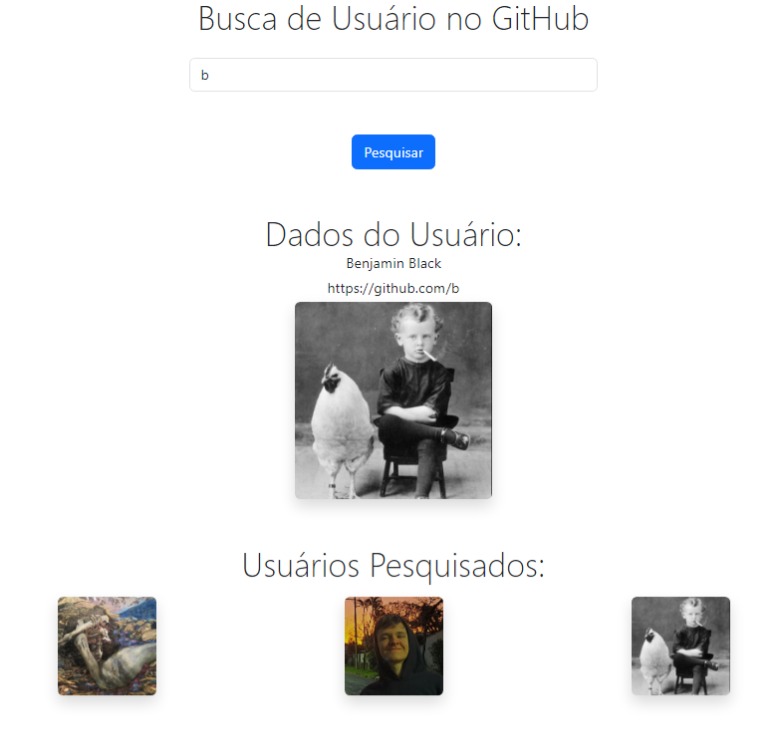 Busca de Usuário no GitHub
b
Pesquisar
Dados do Usuário:
Benjamin Black
https://github.com/b
Usuários Pesquisados: